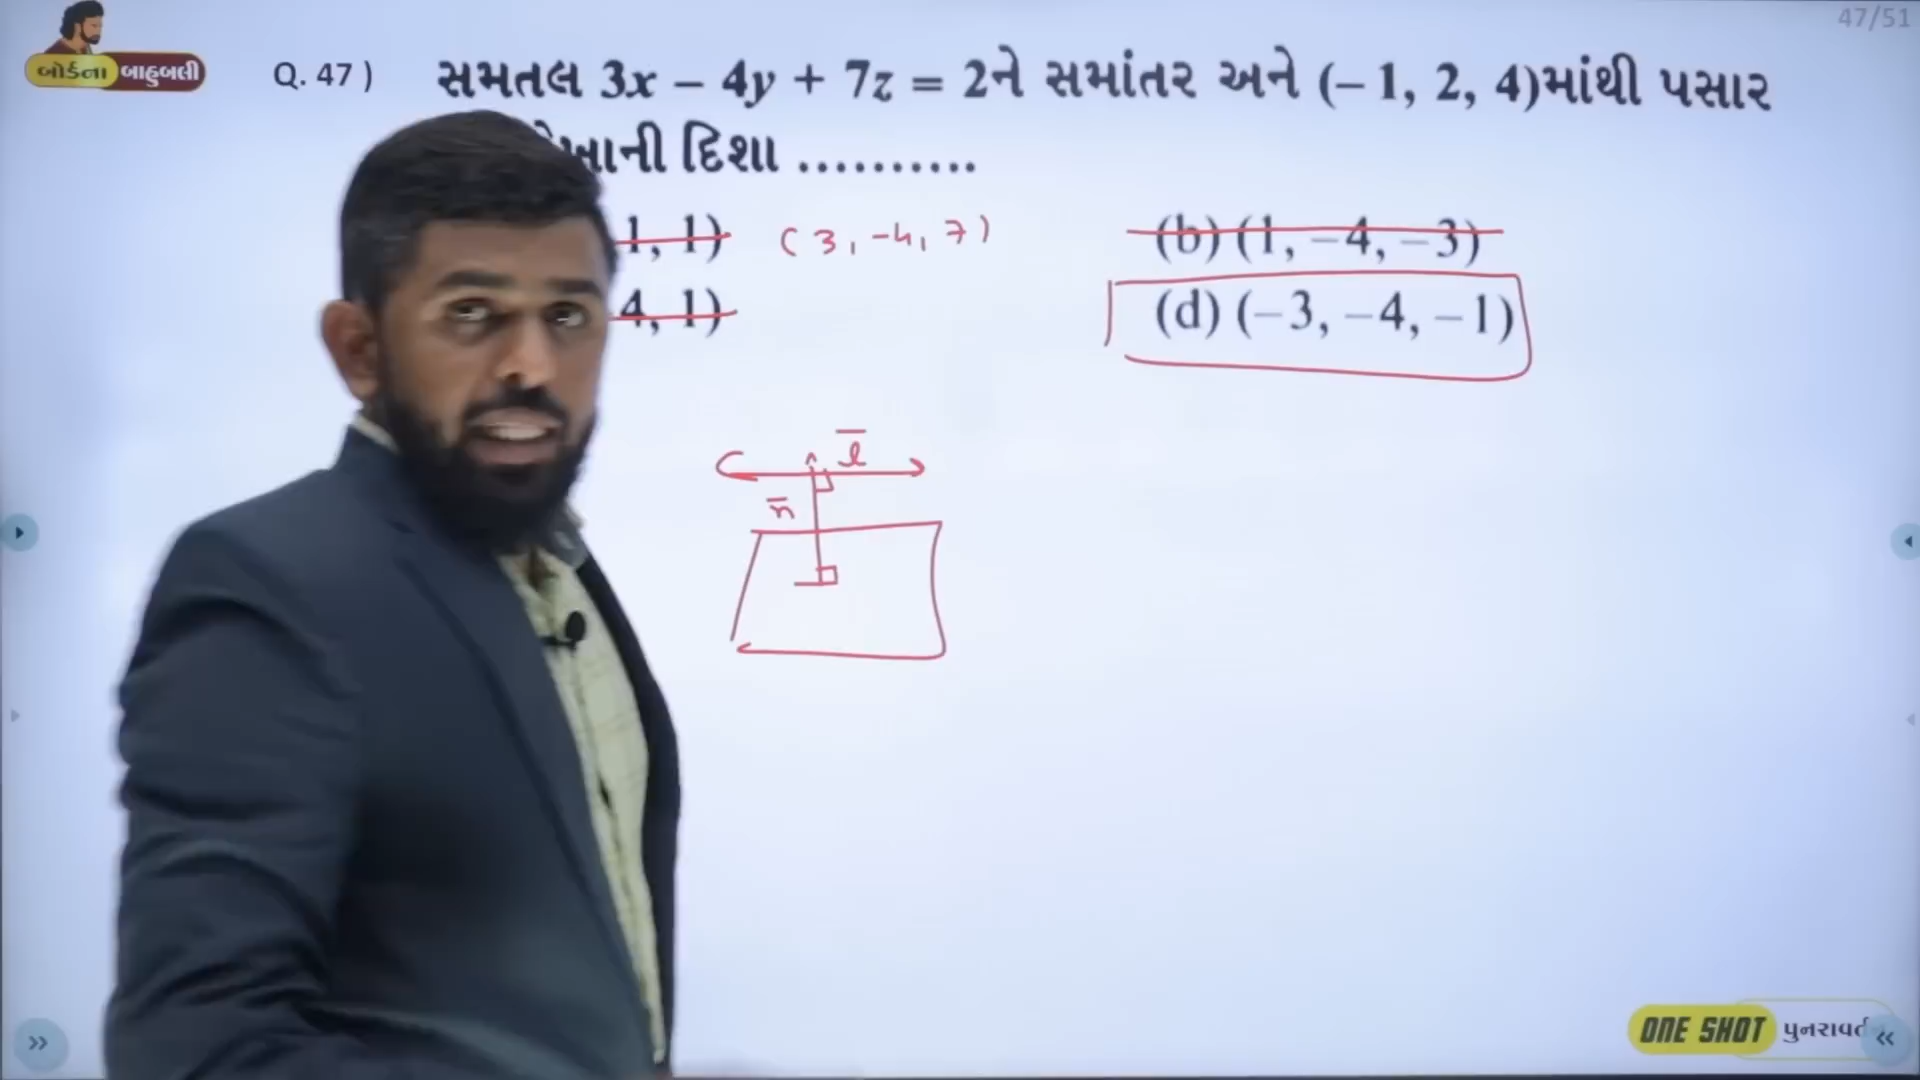 47/51
બોર્ડના બાહુબલી
Q. 47 ) સમતલ 3x – 4y + 7z = 2ને સમાંતર અને (– 1, 2, 4)માંથી પસાર
દિશા ..........
1, 1) (3, -4, 7) (b) (1, –4, –3)
4, 1) (d) (–3, –4, –1)
l
n
ONE SHOT